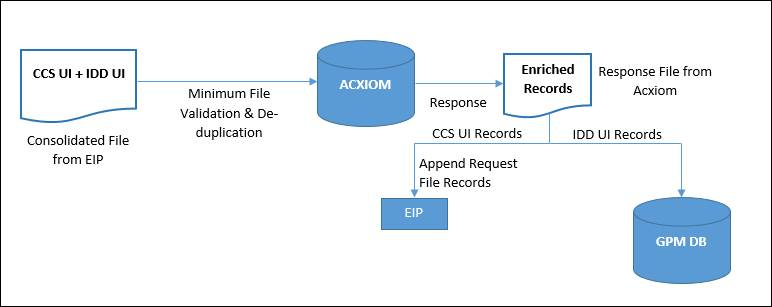 CCS UI + IDD UI
Consolidated File
from EIP
Minimum File
Validation & De-
duplication
ACXIOM
Response
Enriched
Records
Response File from
Acxiom
CCS UI Records
IDD UI Records
Append Request
File Records
EIP
GPM DB